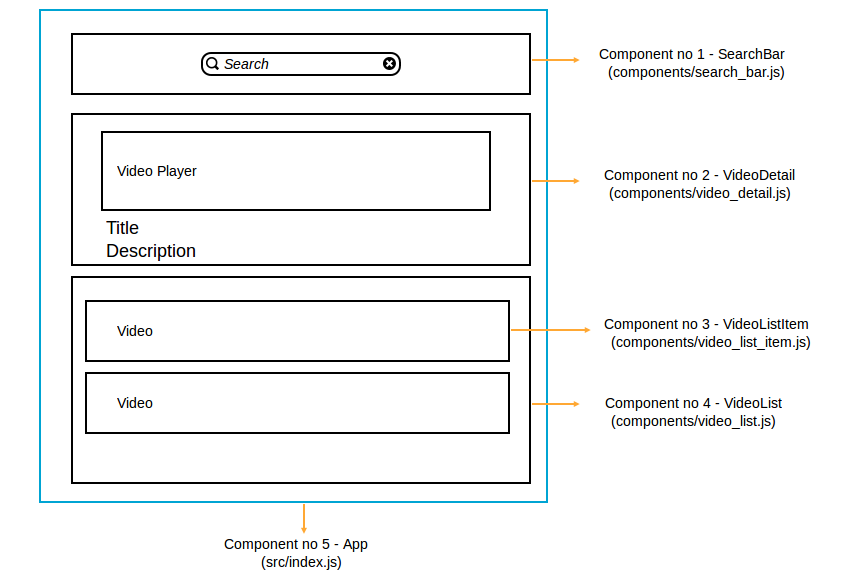 Search
Component no 1 - SearchBar
(components/search_bar.js)
Video Player
Component no 2 - VideoDetail
(components/video_detail.js)
Title
Description
Video
Component no 3 - VideoListItem
(components/video_list_item.js)
Video
Component no 4 - VideoList
(components/video_list.js)
Component no 5 - App
(src/index.js)